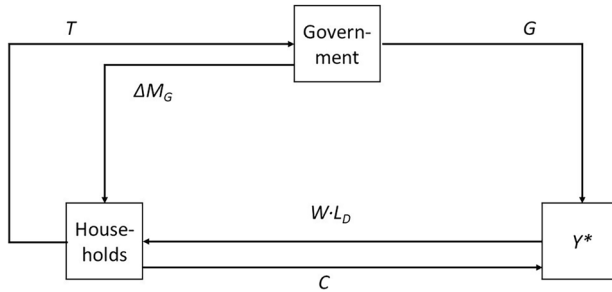 T
Govern-
ment
G
ΔM_G
W·L_D
House-
holds
Y*
C